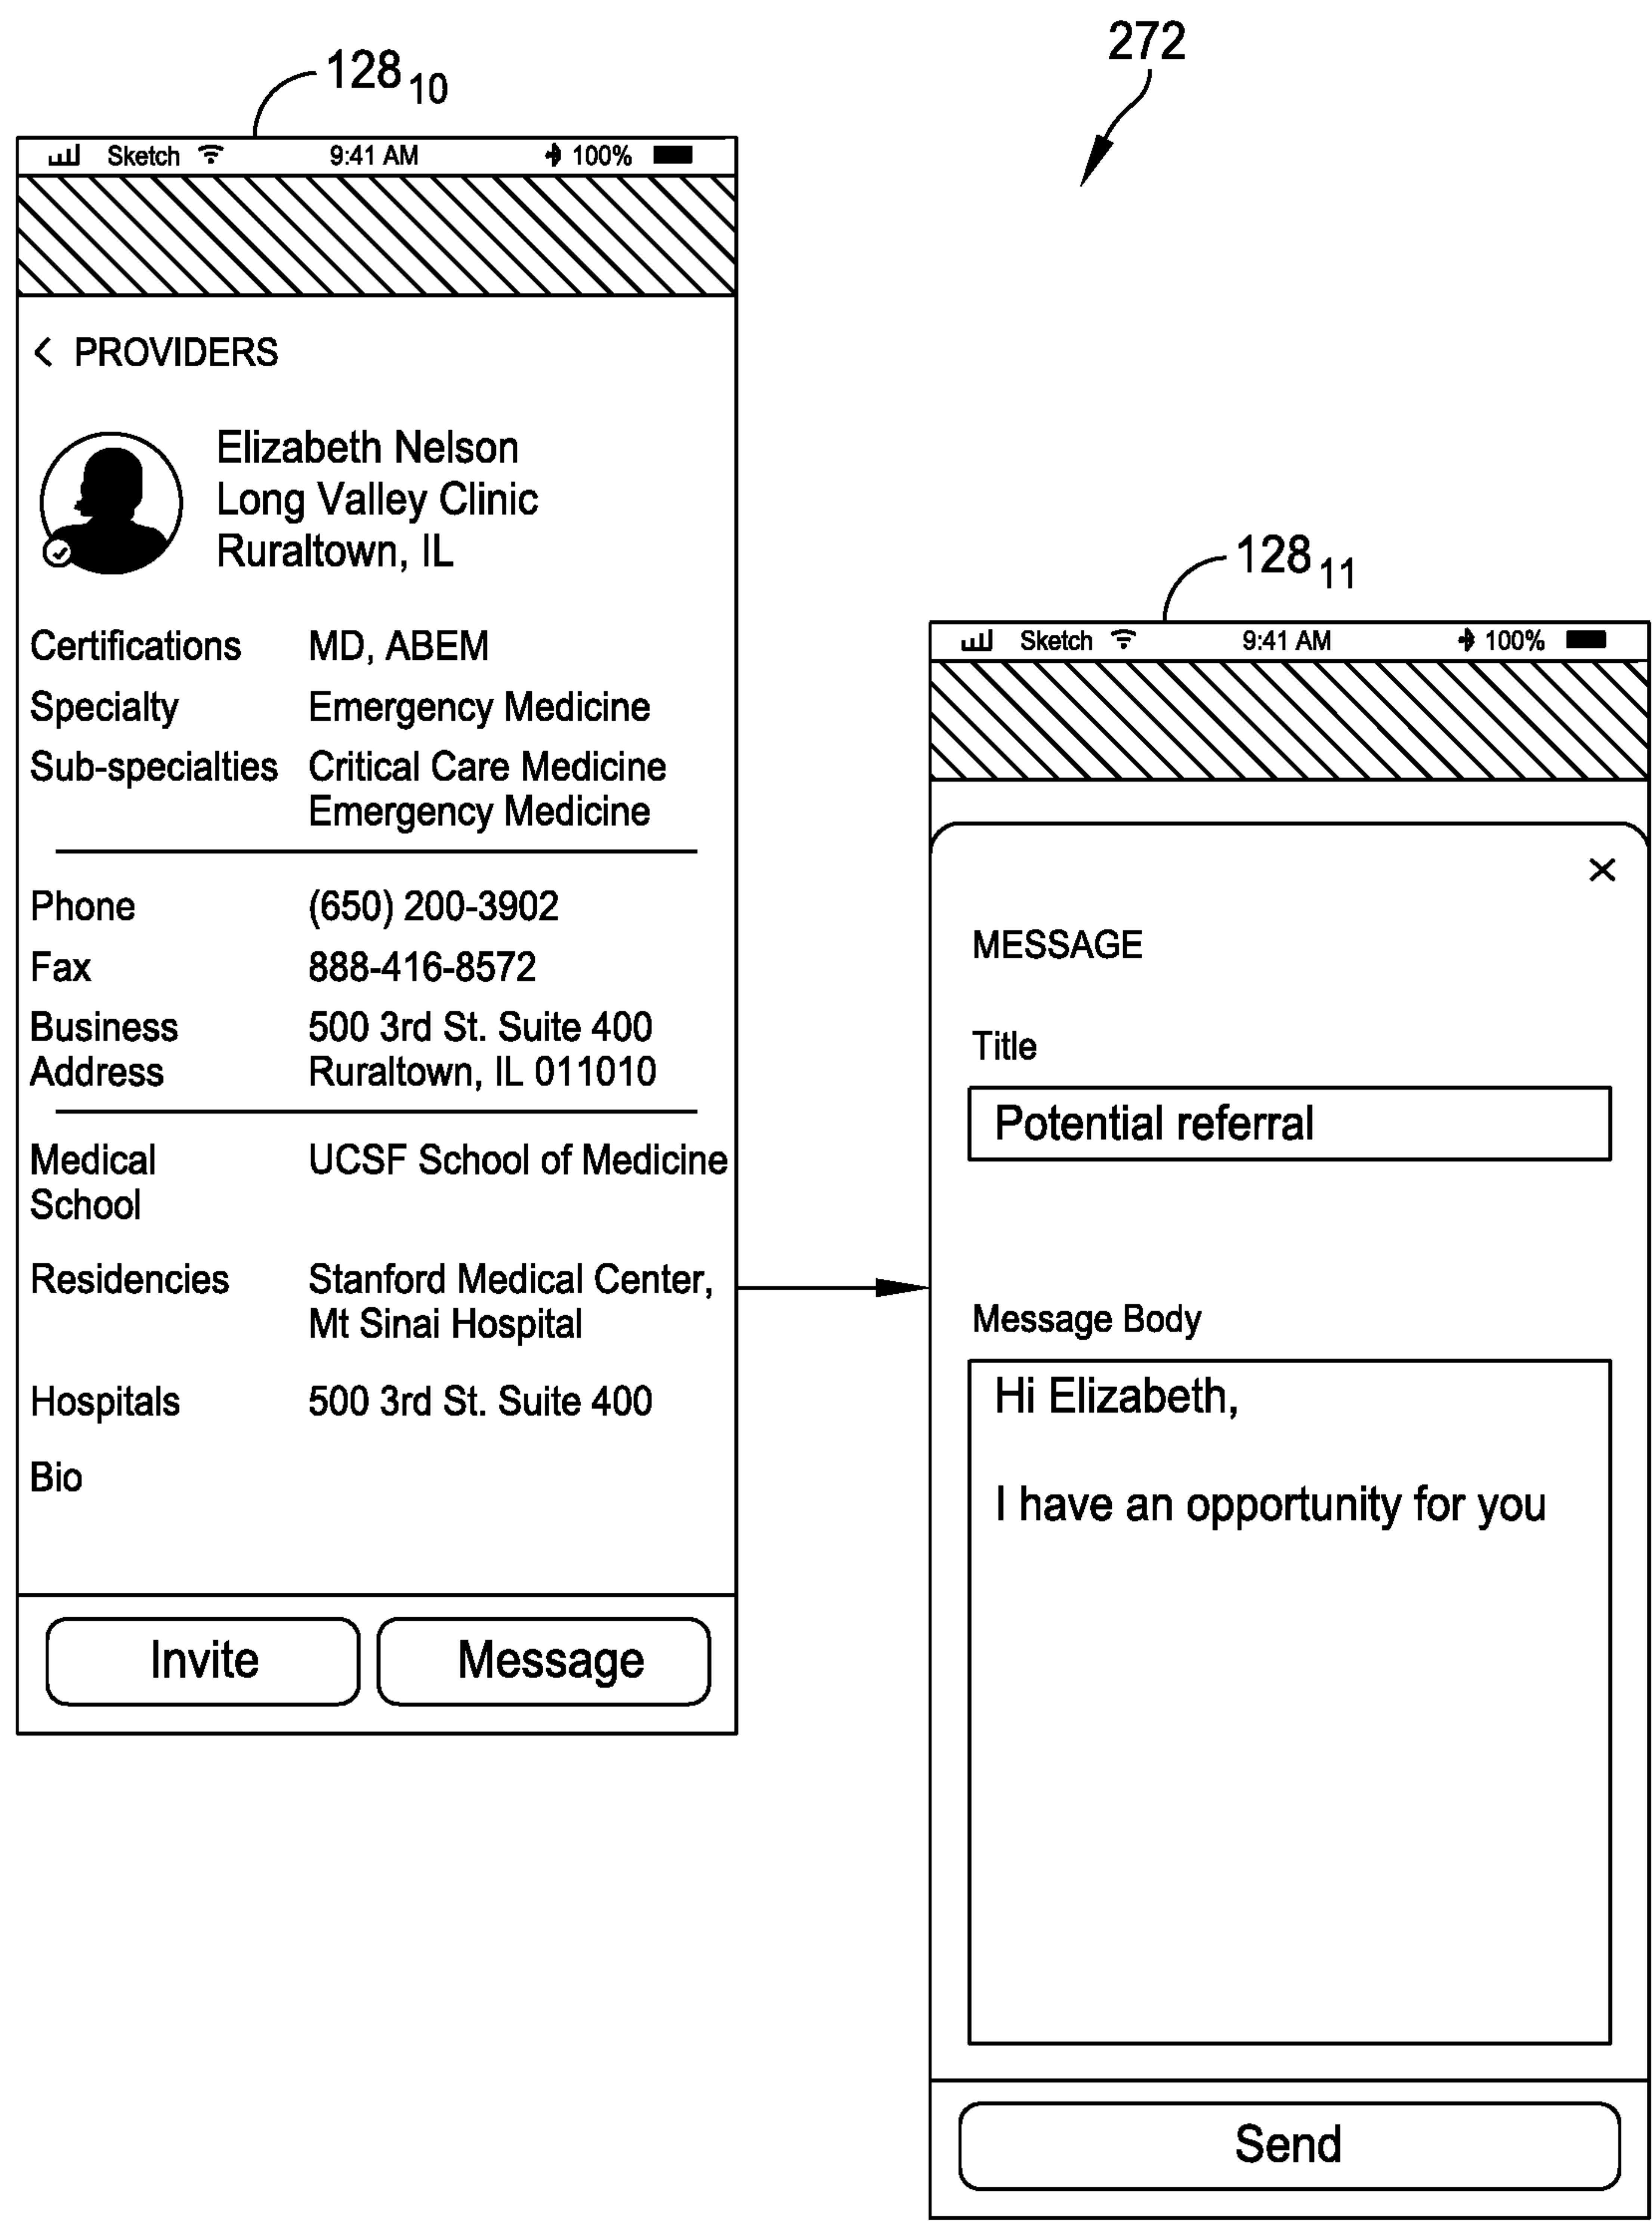 272
128₁₀
Sketch 9:41 AM 100%
< PROVIDERS
Elizabeth Nelson
Long Valley Clinic
Ruraltown, IL
Certifications MD, ABEM
Specialty Emergency Medicine
Sub-specialties Critical Care Medicine
Emergency Medicine
Phone (650) 200-3902
Fax 888-416-8572
Business 500 3rd St. Suite 400
Address Ruraltown, IL 011010
Medical UCSF School of Medicine
School
Residencies Stanford Medical Center,
Mt Sinai Hospital
Hospitals 500 3rd St. Suite 400
Bio
Invite Message
128₁₁
Sketch 9:41 AM 100%
×
MESSAGE
Title
Potential referral
Message Body
Hi Elizabeth,
I have an opportunity for you
Send